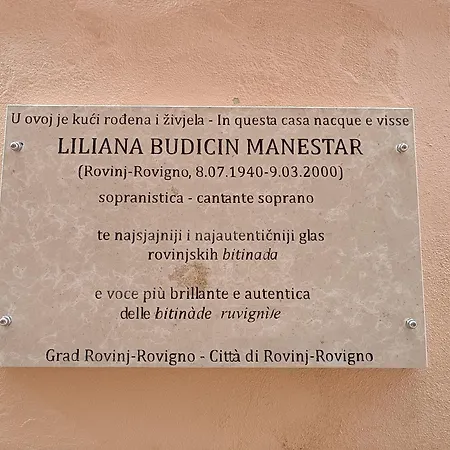 U ovoj je kući rođena i živjela - In questa casa nacque e visse
LILIANA BUDICIN MANESTAR
(Rovinj-Rovigno, 8.07.1940-9.03.2000)
sopranistica - cantante soprano
te najsjajniji i najautentičniji glas
rovinjskih bitinada
e voce più brillante e autentica
delle bitinàde ruvignìʃe
Grad Rovinj-Rovigno - Città di Rovinj-Rovigno